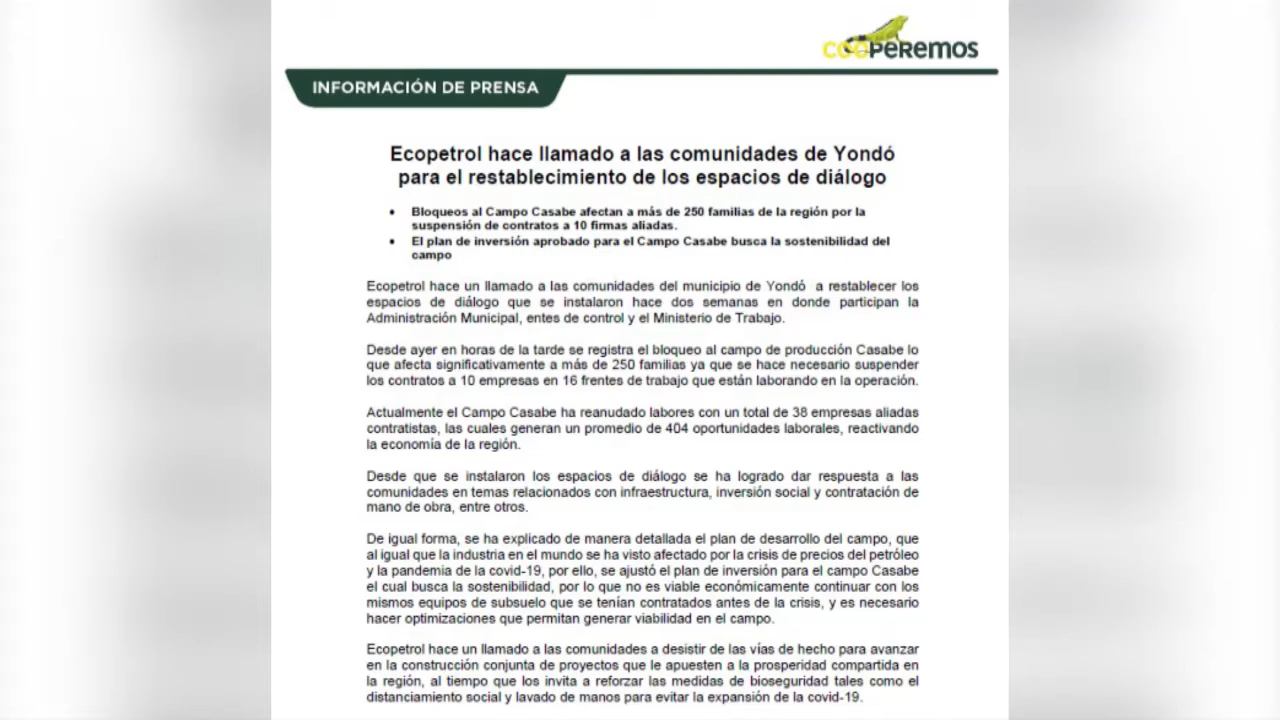 COOPEREMOS
INFORMACIÓN DE PRENSA
Ecopetrol hace llamado a las comunidades de Yondó
para el restablecimiento de los espacios de diálogo
• Bloqueos al Campo Casabe afectan a más de 250 familias de la región por la
suspensión de contratos a 10 firmas aliadas.
• El plan de inversión aprobado para el Campo Casabe busca la sostenibilidad del
campo
Ecopetrol hace un llamado a las comunidades del municipio de Yondó a restablecer los
espacios de diálogo que se instalaron hace dos semanas en donde participan la
Administración Municipal, entes de control y el Ministerio de Trabajo.
Desde ayer en horas de la tarde se registra el bloqueo al campo de producción Casabe lo
que afecta significativamente a más de 250 familias ya que se hace necesario suspender
los contratos a 10 empresas en 16 frentes de trabajo que están laborando en la operación.
Actualmente el Campo Casabe ha reanudado labores con un total de 38 empresas aliadas
contratistas, las cuales generan un promedio de 404 oportunidades laborales, reactivando
la economía de la región.
Desde que se instalaron los espacios de diálogo se ha logrado dar respuesta a las
comunidades en temas relacionados con infraestructura, inversión social y contratación de
mano de obra, entre otros.
De igual forma, se ha explicado de manera detallada el plan de desarrollo del campo, que
al igual que la industria en el mundo se ha visto afectado por la crisis de precios del petróleo
y la pandemia de la covid-19, por ello, se ajustó el plan de inversión para el campo Casabe
el cual busca la sostenibilidad, por lo que no es viable económicamente continuar con los
mismos equipos de subsuelo que se tenían contratados antes de la crisis, y es necesario
hacer optimizaciones que permitan generar viabilidad en el campo.
Ecopetrol hace un llamado a las comunidades a desistir de las vías de hecho para avanzar
en la construcción conjunta de proyectos que le apuesten a la prosperidad compartida en
la región, al tiempo que los invita a reforzar las medidas de bioseguridad tales como el
distanciamiento social y lavado de manos para evitar la expansión de la covid-19.